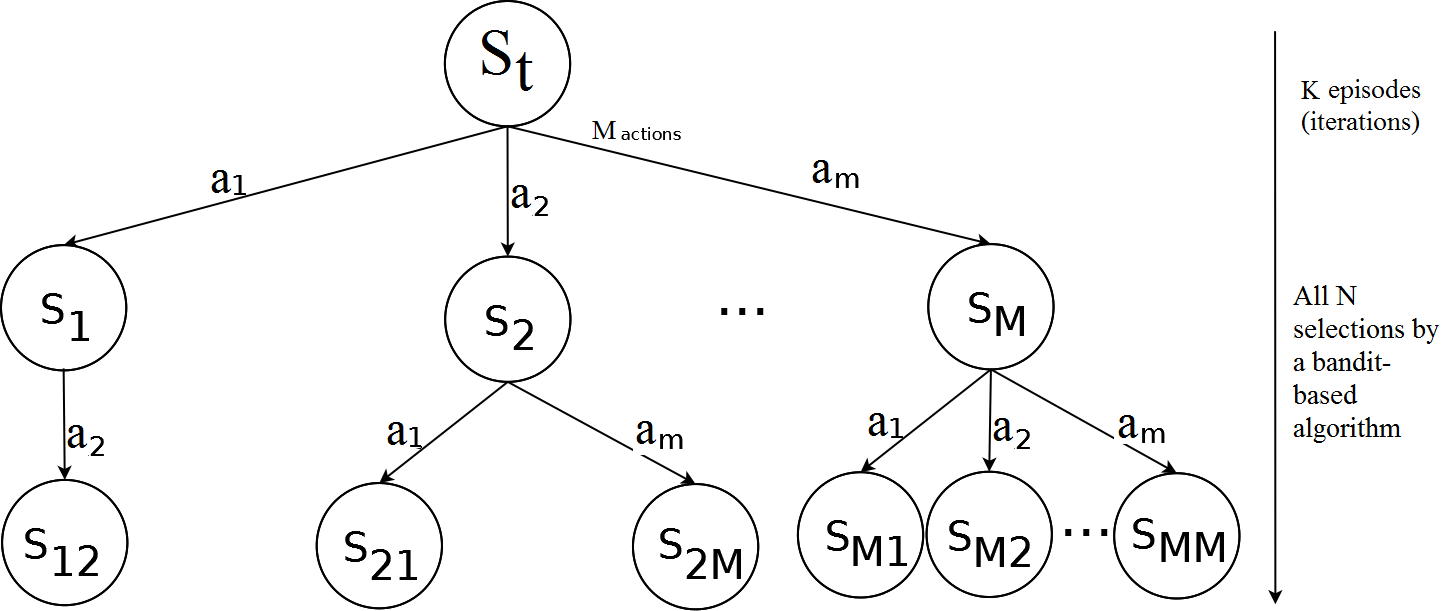 St
M actions
a1
a2
am
K episodes
(iterations)
S1
S2
...
SM
All N
selections by
a bandit-
based
algorithm
a2
a1
am
a1
a2
am
S12
S21
S2M
SM1
SM2
...
SMM